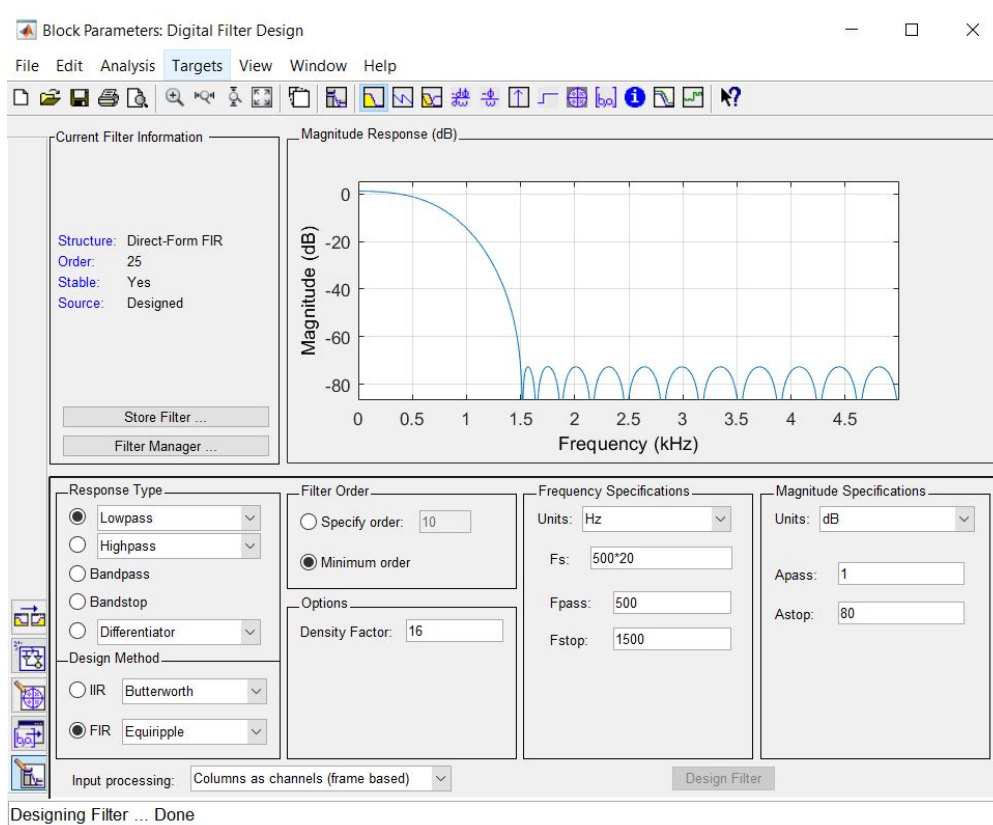 Block Parameters: Digital Filter Design
File Edit Analysis Targets View Window Help
Current Filter Information
Structure: Direct-Form FIR
Order: 25
Stable: Yes
Source: Designed
Store Filter ...
Filter Manager ...
Magnitude Response (dB)
Magnitude (dB)
0
-20
-40
-60
-80
0 0.5 1 1.5 2 2.5 3 3.5 4 4.5
Frequency (kHz)
Response Type
Lowpass
Highpass
Bandpass
Bandstop
Differentiator
Design Method
IIR Butterworth
FIR Equiripple
Filter Order
Specify order: 10
Minimum order
Options
Density Factor: 16
Frequency Specifications
Units: Hz
Fs: 500*20
Fpass: 500
Fstop: 1500
Magnitude Specifications
Units: dB
Apass: 1
Astop: 80
Input processing: Columns as channels (frame based)
Design Filter
Designing Filter ... Done